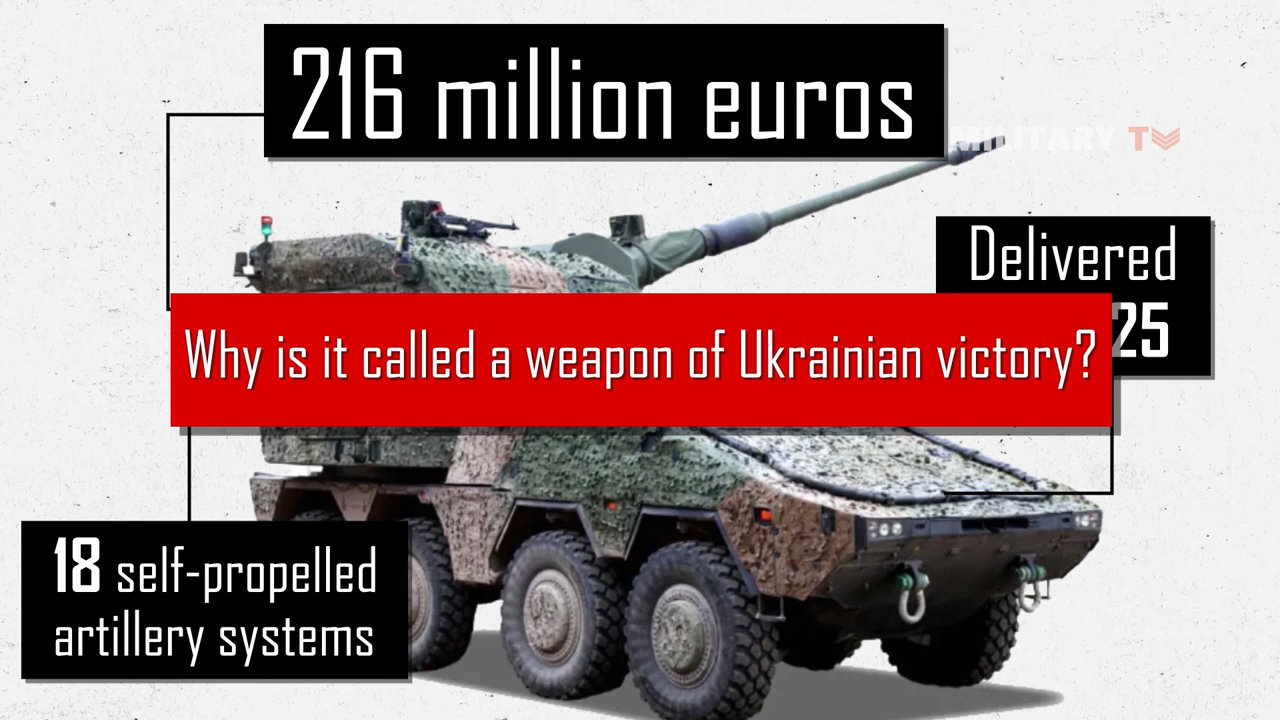 216 million euros
MILITARY TV
Delivered
25
Why is it called a weapon of Ukrainian victory?
18 self-propelled
artillery systems